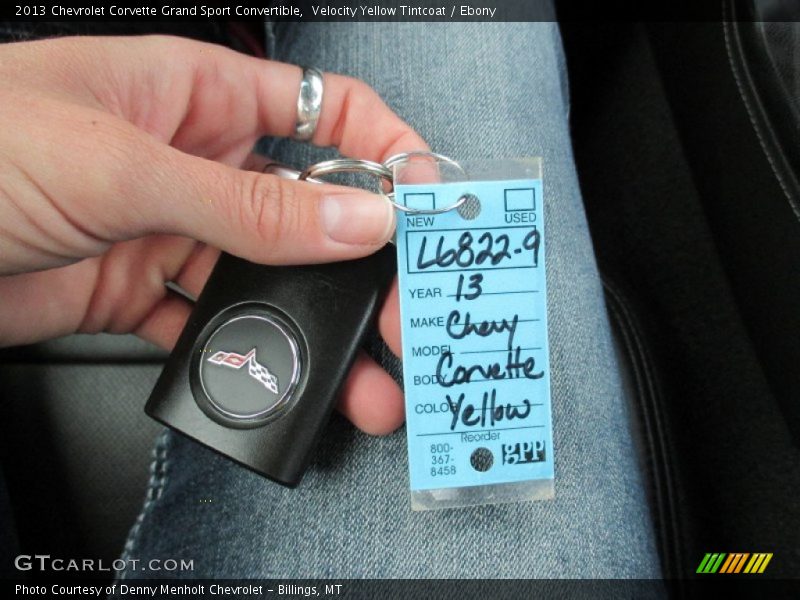 2013 Chevrolet Corvette Grand Sport Convertible, Velocity Yellow Tintcoat / Ebony
NEW USED
L6822-9
YEAR 13
MAKE Chevy
MODEL
BODY Corvette
COLOR Yellow
Reorder
800-
367-
8458
gpp
GTCARLOT.COM
Photo Courtesy of Denny Menholt Chevrolet – Billings, MT